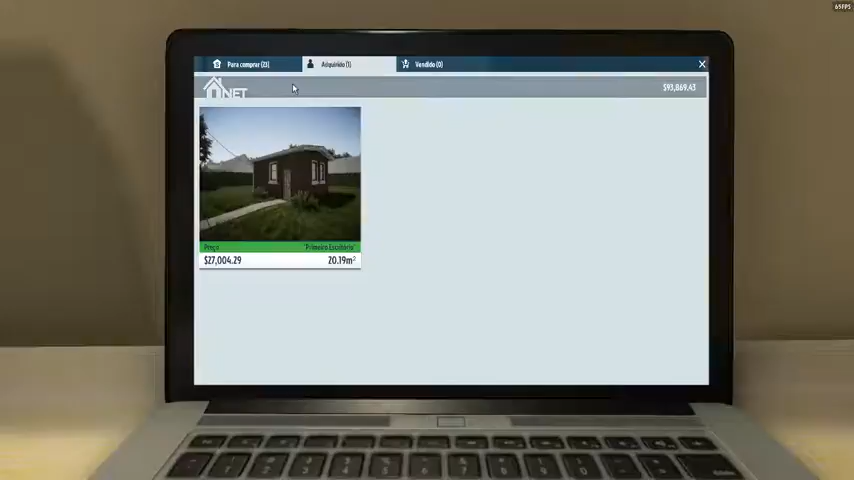 65FPS
Para comprar (23)
Adquirido (1)
Vendido (0)
NET
$93,869.43
Preço
"Primeiro Escritório"
$27,004.29
20.19m²